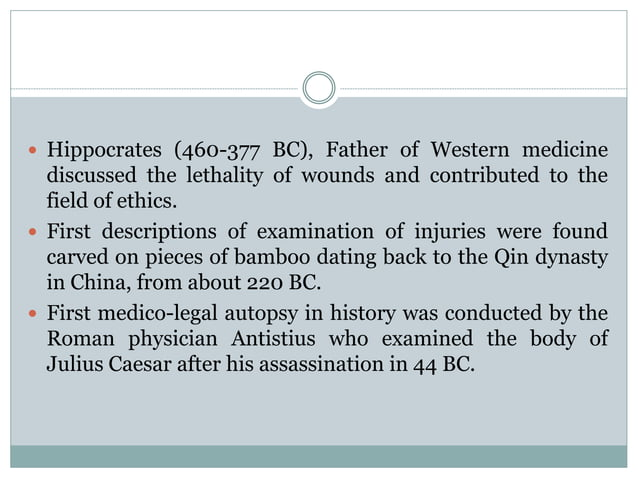 • Hippocrates (460-377 BC), Father of Western medicine
discussed the lethality of wounds and contributed to the
field of ethics.
• First descriptions of examination of injuries were found
carved on pieces of bamboo dating back to the Qin dynasty
in China, from about 220 BC.
• First medico-legal autopsy in history was conducted by the
Roman physician Antistius who examined the body of
Julius Caesar after his assassination in 44 BC.